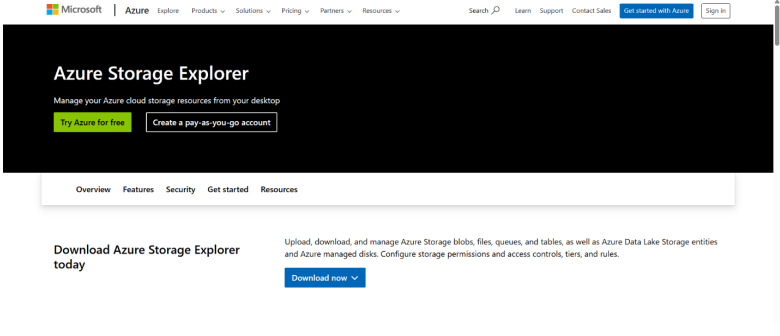 Microsoft
Azure
Explore
Products
Solutions
Pricing
Partners
Resources
Search
Learn
Support
Contact Sales
Get started with Azure
Sign in
Azure Storage Explorer
Manage your Azure cloud storage resources from your desktop
Try Azure for free
Create a pay-as-you-go account
Overview
Features
Security
Get started
Resources
Download Azure Storage Explorer
today
Upload, download, and manage Azure Storage blobs, files, queues, and tables, as well as Azure Data Lake Storage entities
and Azure managed disks. Configure storage permissions and access controls, tiers, and rules.
Download now